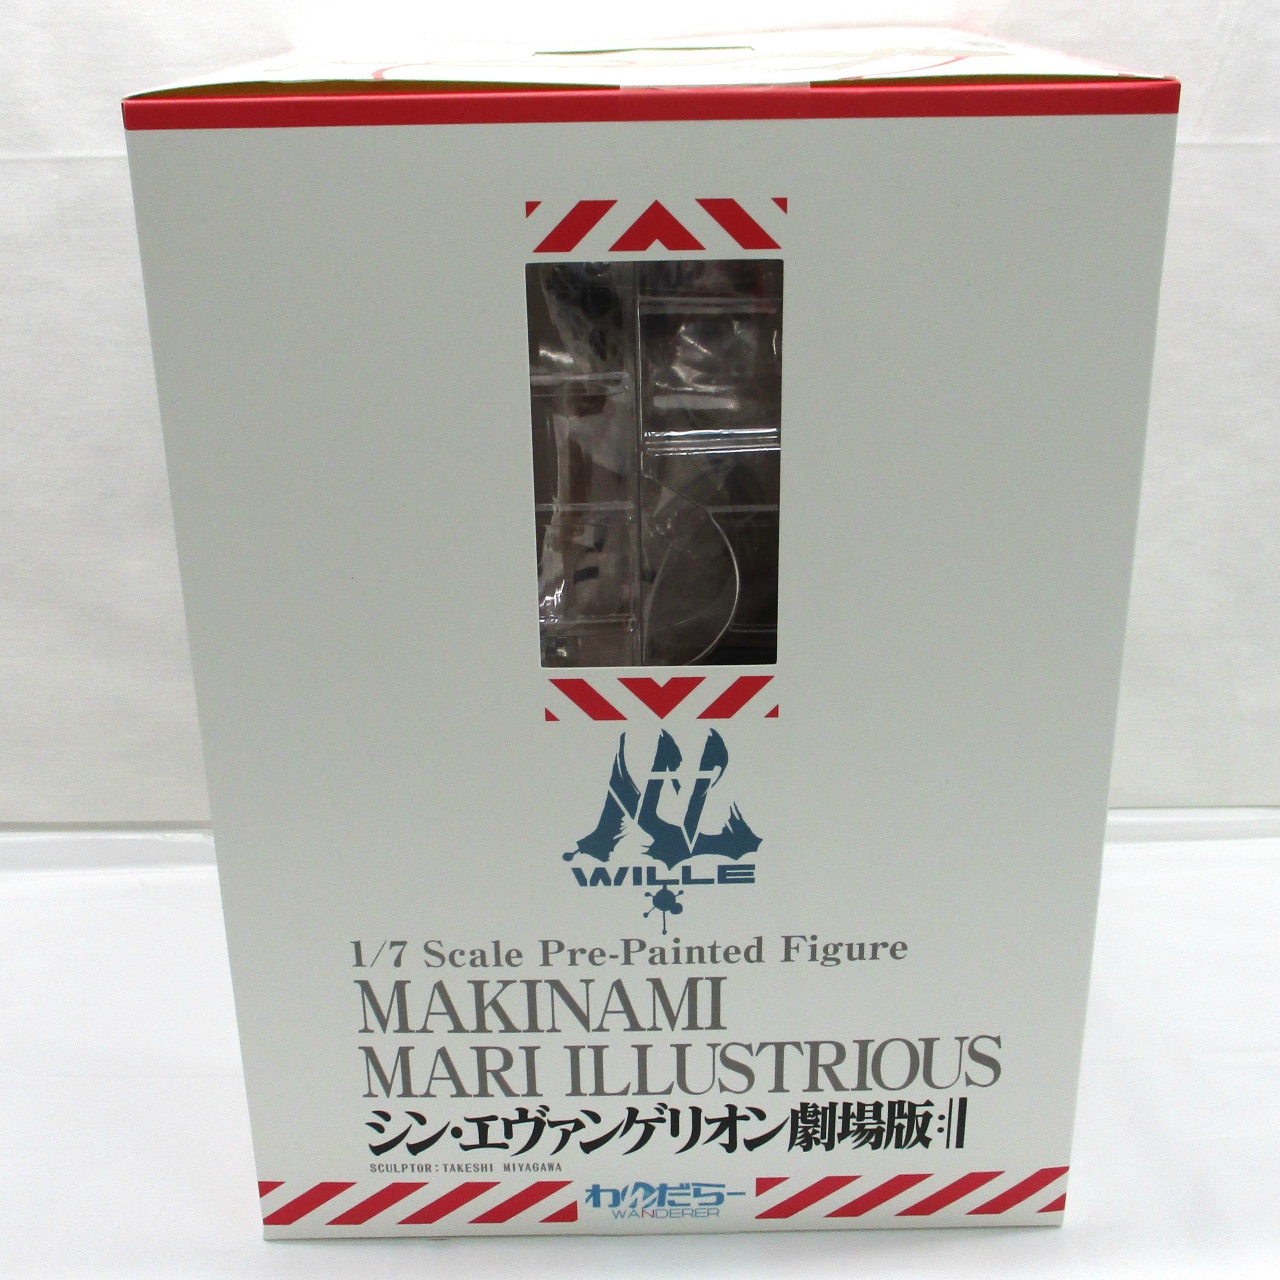 WILLE
1/7 Scale Pre-Painted Figure
MAKINAMI
MARI ILLUSTRIOUS
シン・エヴァンゲリオン劇場版:||
SCULPTOR:TAKESHI MIYAGAWA
わんだらー
WANDERER